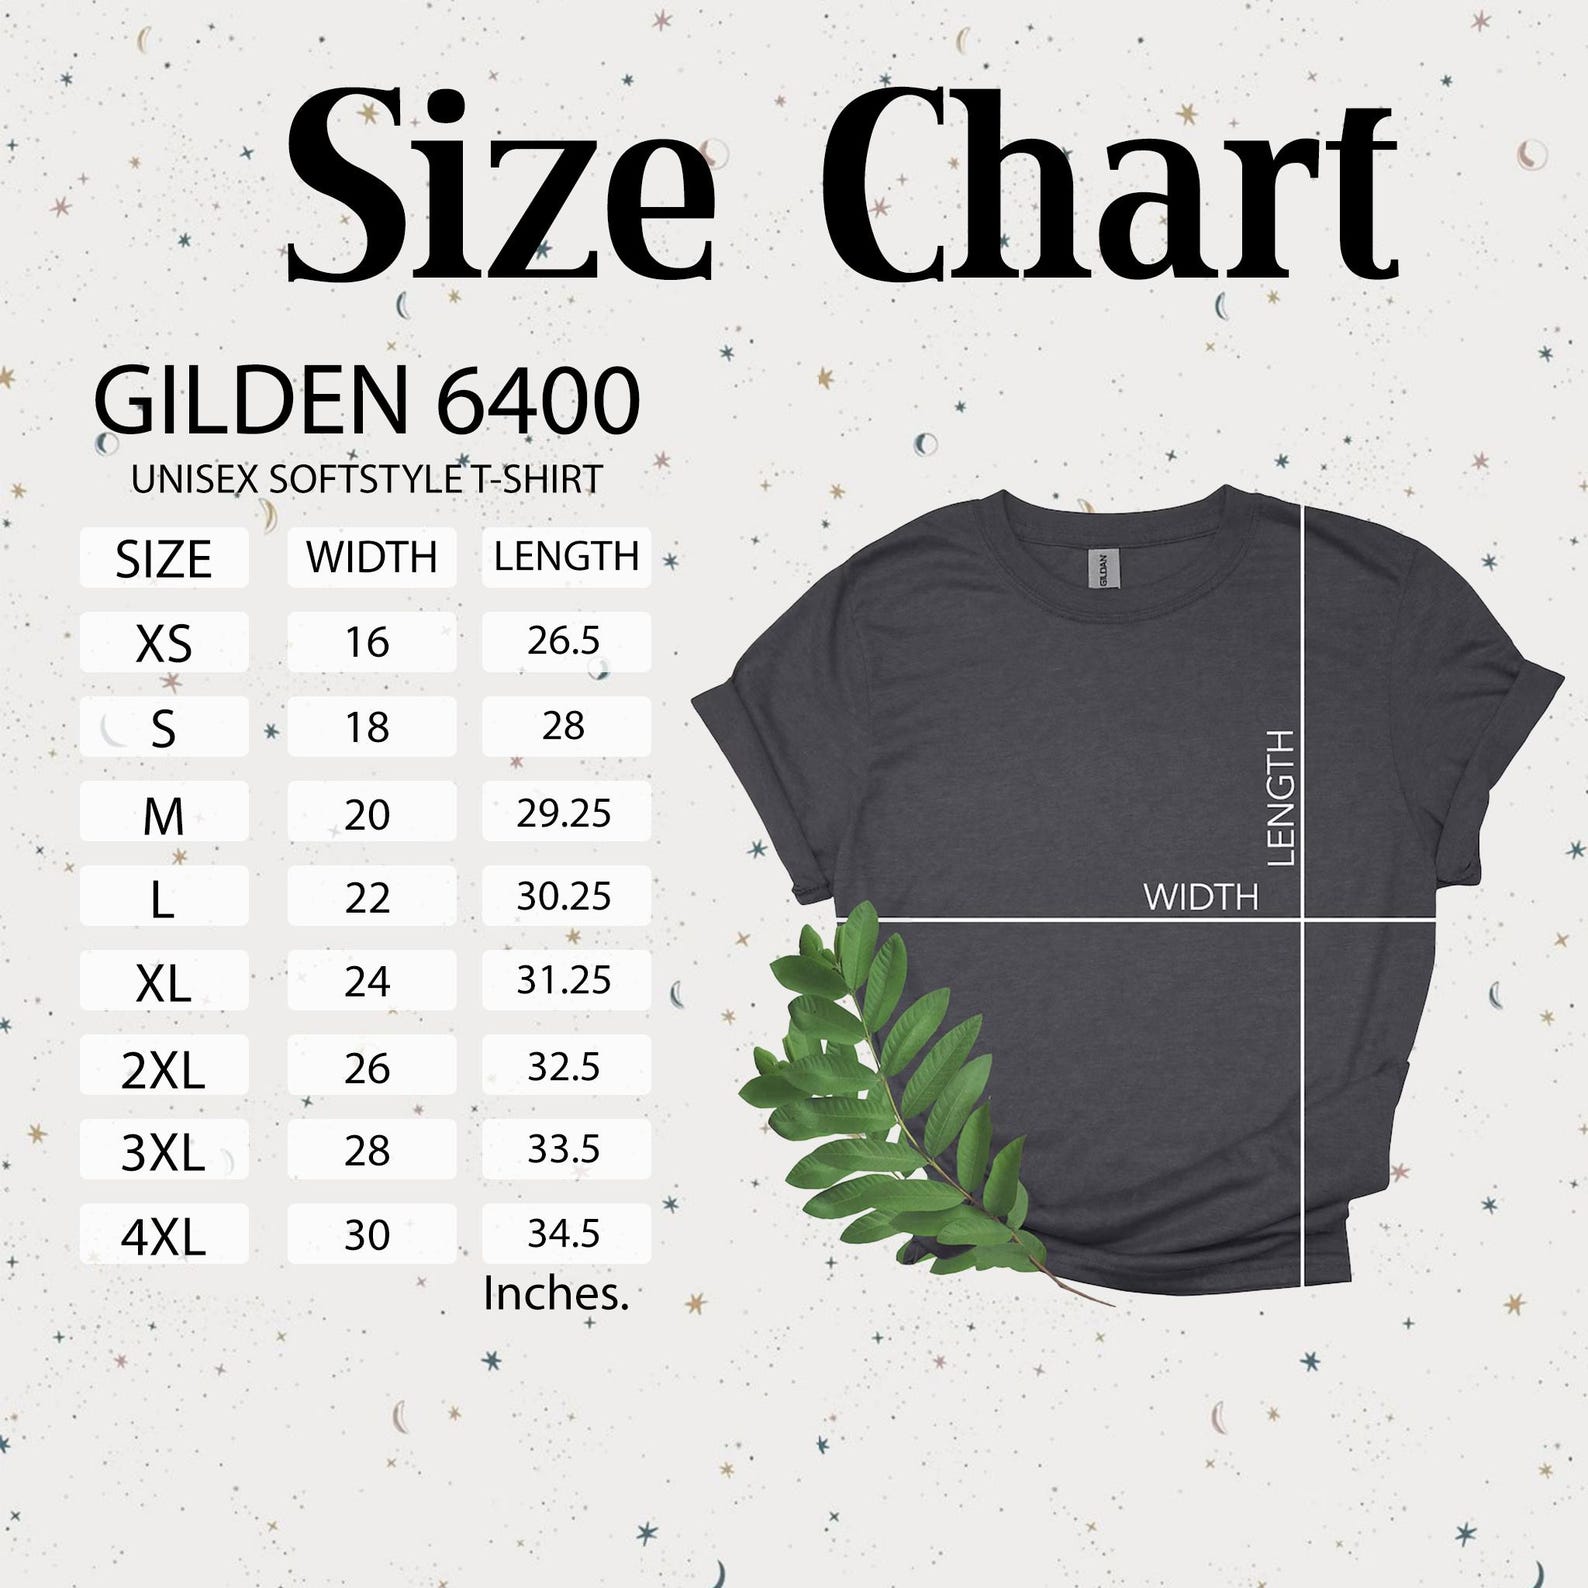 Size Chart
GILDEN 6400
UNISEX SOFTSTYLE T-SHIRT
SIZE WIDTH LENGTH
XS 16 26.5
S 18 28
M 20 29.25
L 22 30.25
XL 24 31.25
2XL 26 32.5
3XL 28 33.5
4XL 30 34.5
Inches.
GILDAN
LENGTH
WIDTH